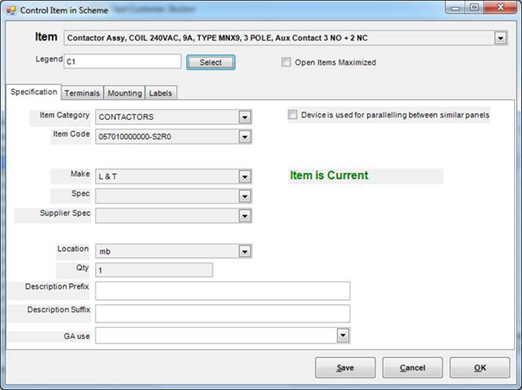 Control Item in Scheme
Item Contactor Assy, COIL 240VAC, 9A, TYPE MNX9, 3 POLE, Aux Contact 3 NO + 2 NC
Legend C1 Select Open Items Maximized
Specification Terminals Mounting Labels
Item Category CONTACTORS Device is used for parallelling between similar panels
Item Code 057010000000-S2R0
Make L & T Item is Current
Spec
Supplier Spec
Location mb
Qty 1
Description Prefix
Description Suffix
GA use
Save Cancel OK